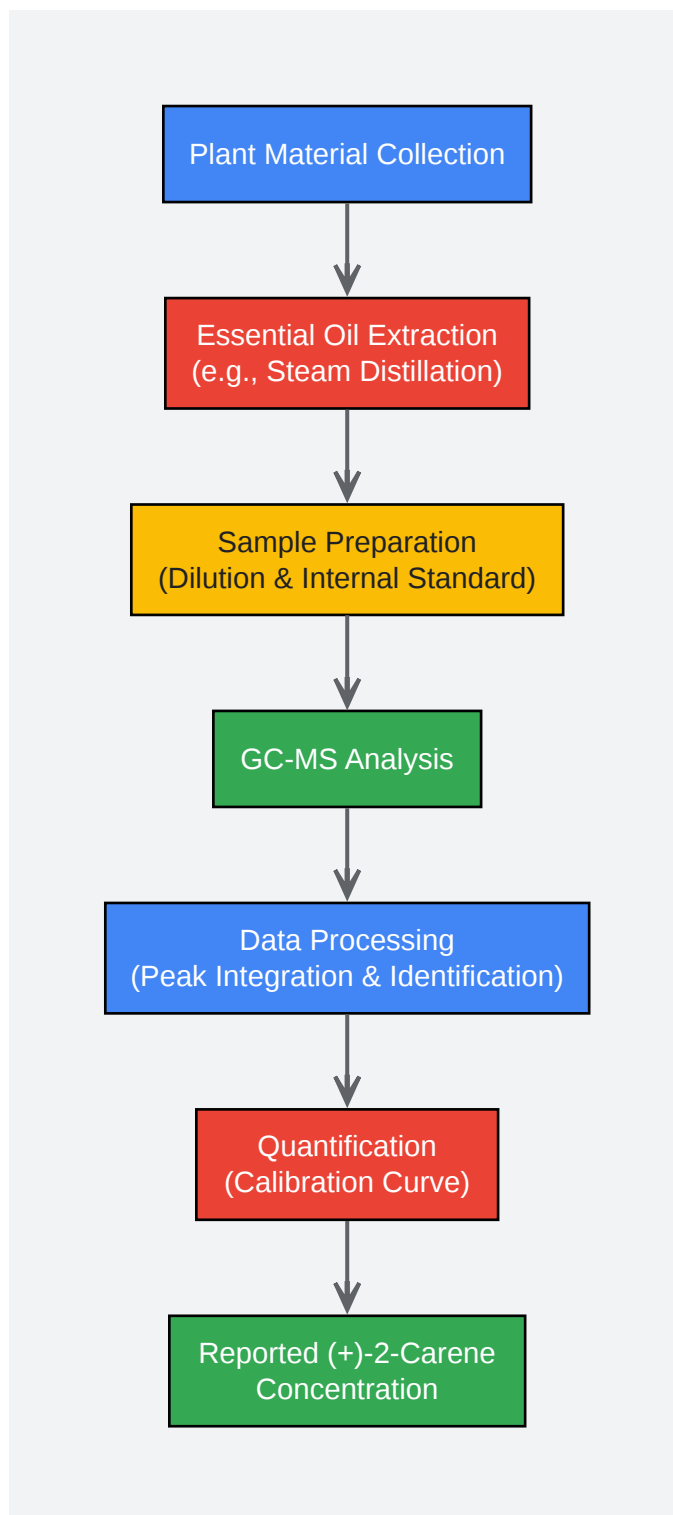 Plant Material Collection
Essential Oil Extraction
(e.g., Steam Distillation)
Sample Preparation
(Dilution & Internal Standard)
GC-MS Analysis
Data Processing
(Peak Integration & Identification)
Quantification
(Calibration Curve)
Reported (+)-2-Carene
Concentration